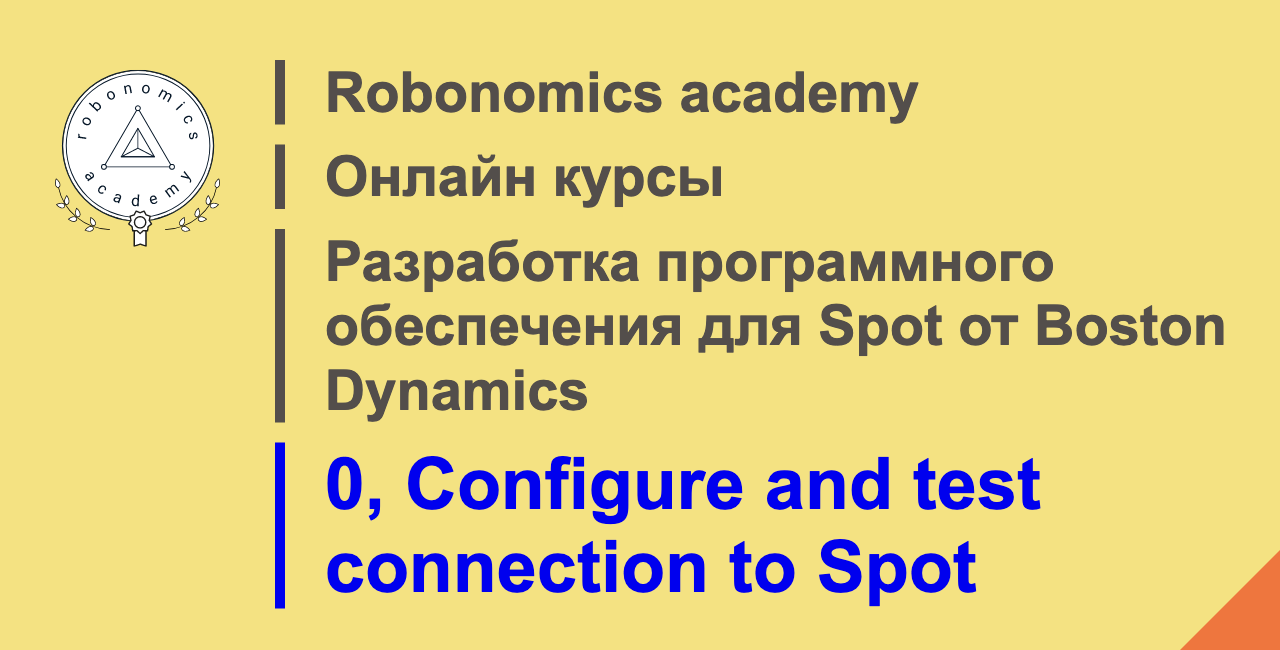 robonomics
academy
Robonomics academy
Онлайн курсы
Разработка программного
обеспечения для Spot от Boston
Dynamics
0, Configure and test
connection to Spot